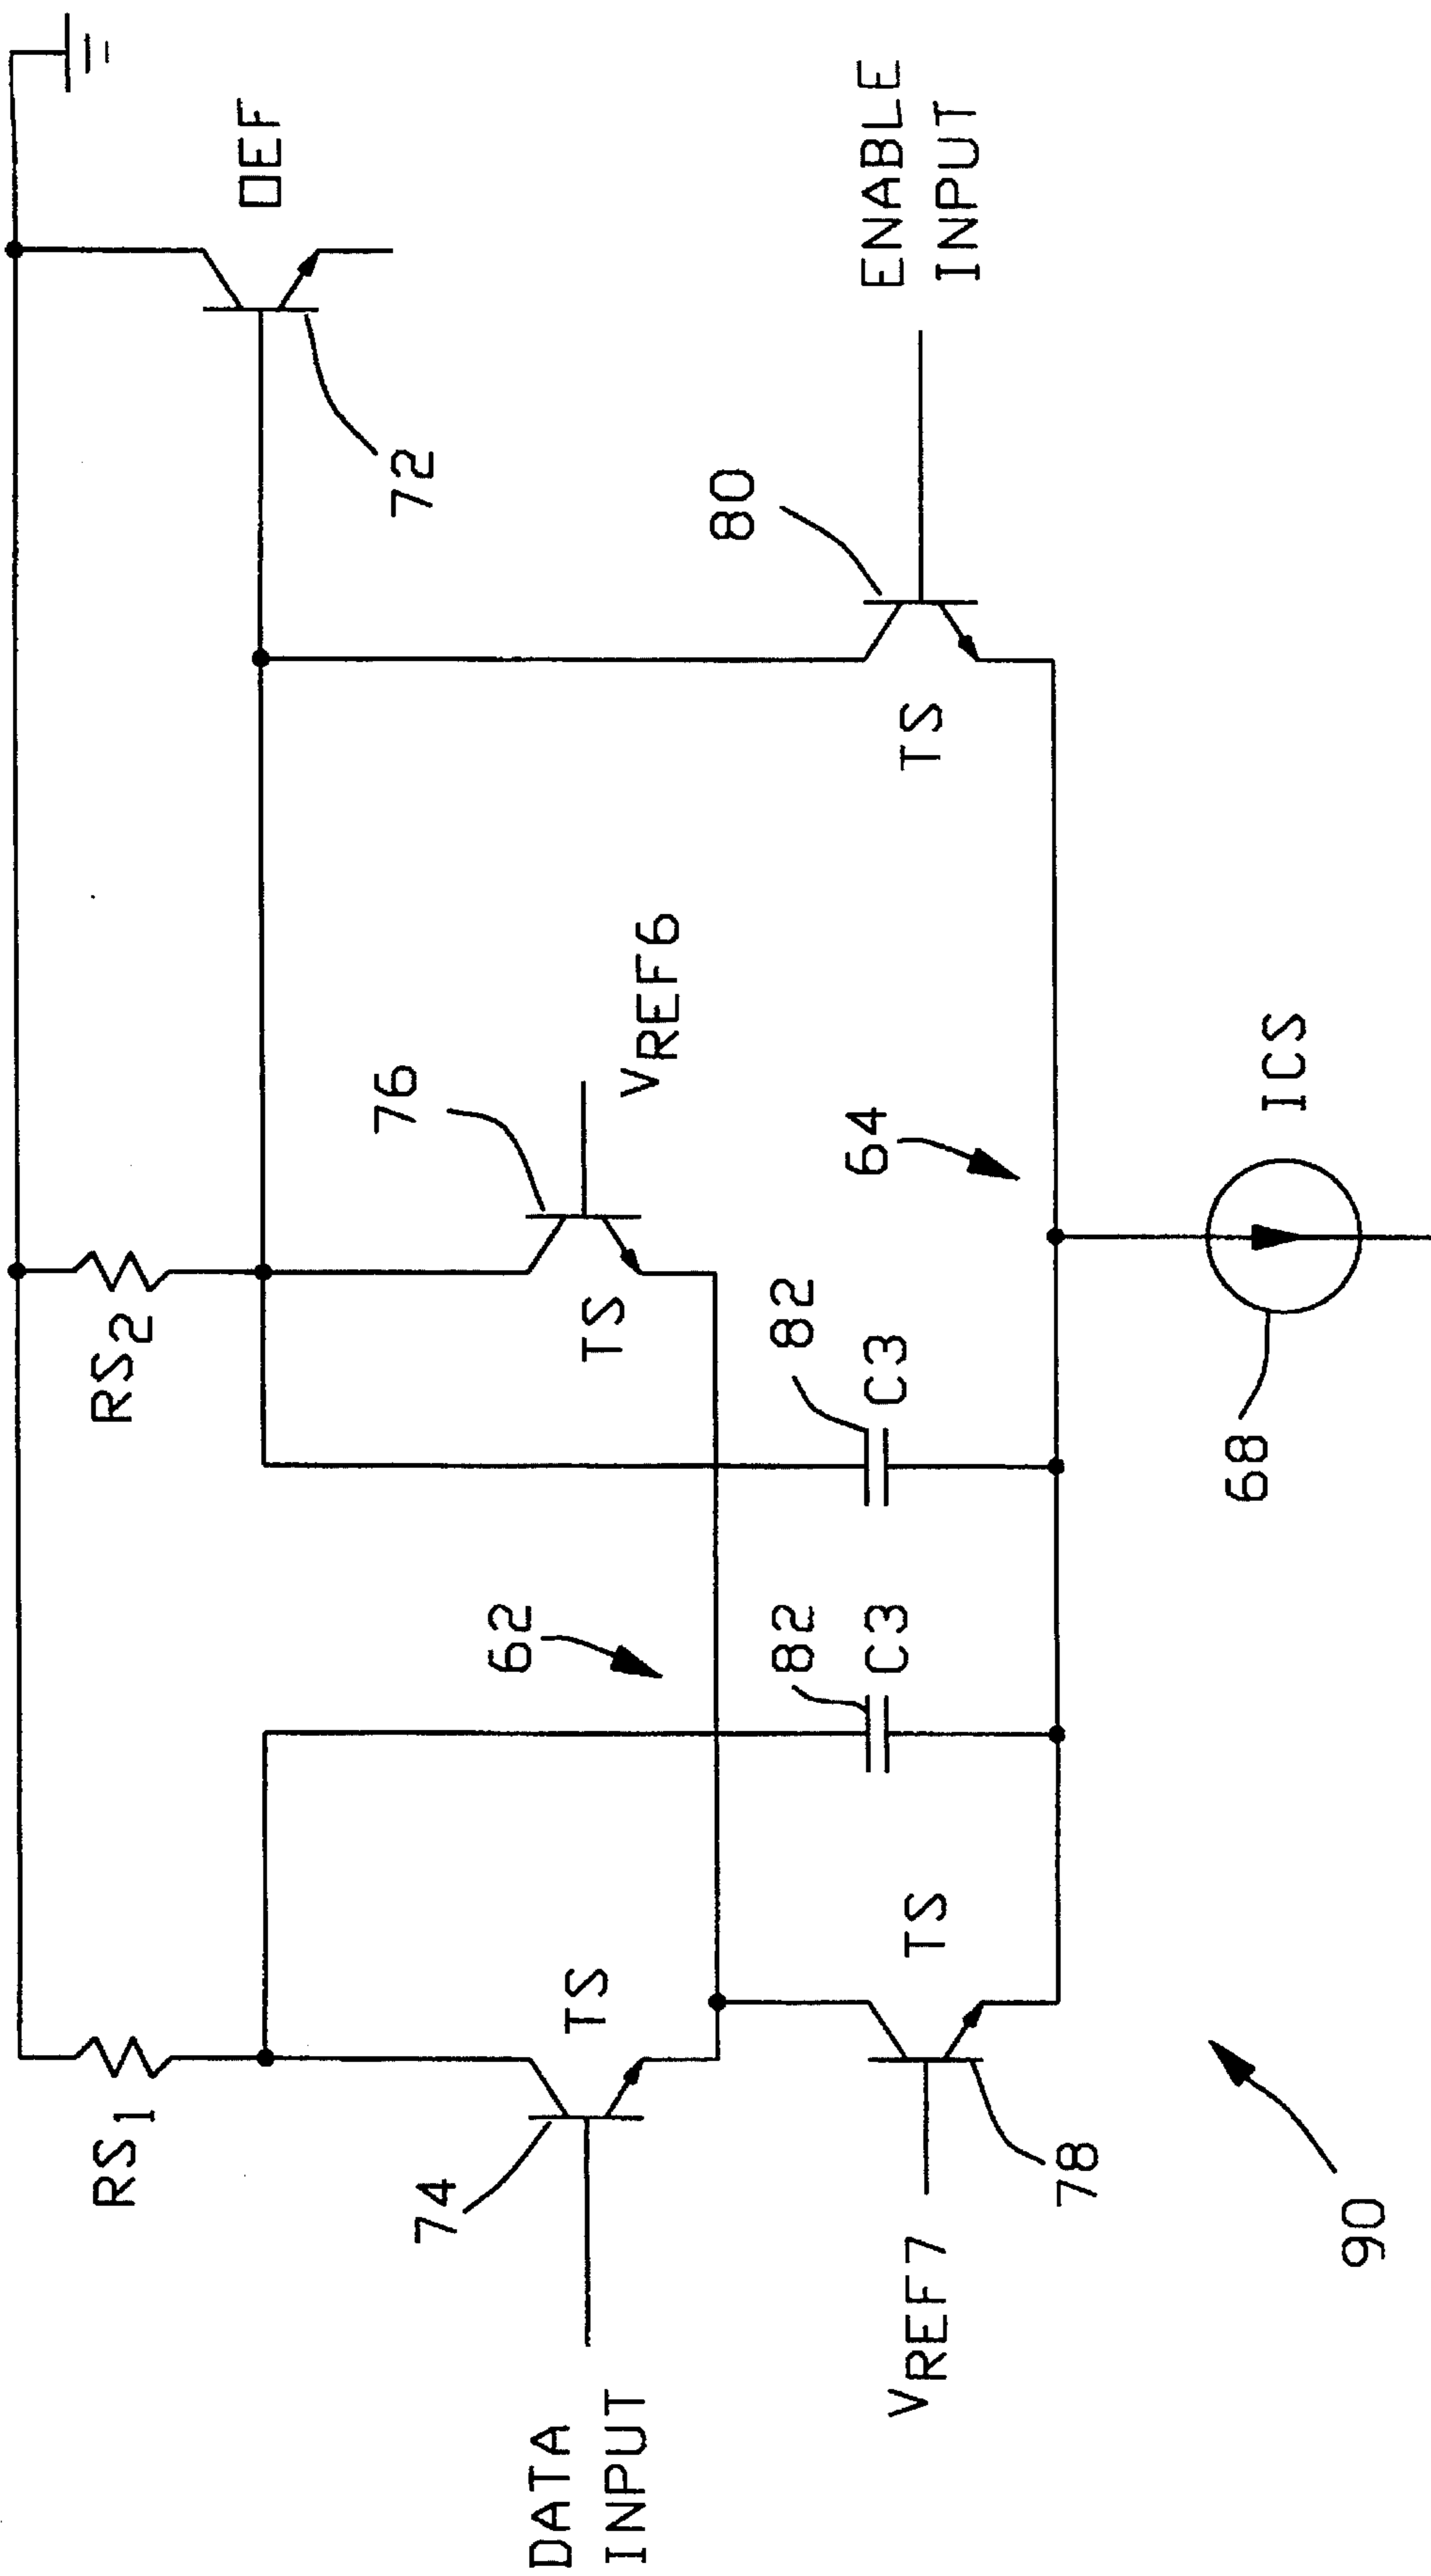 RS1
RS2
OEF
72
74
TS
62
76
TS
VREF6
80
ENABLE
INPUT
DATA
INPUT
VREF7
TS
78
82
C3
82
C3
64
TS
68
ICS
90